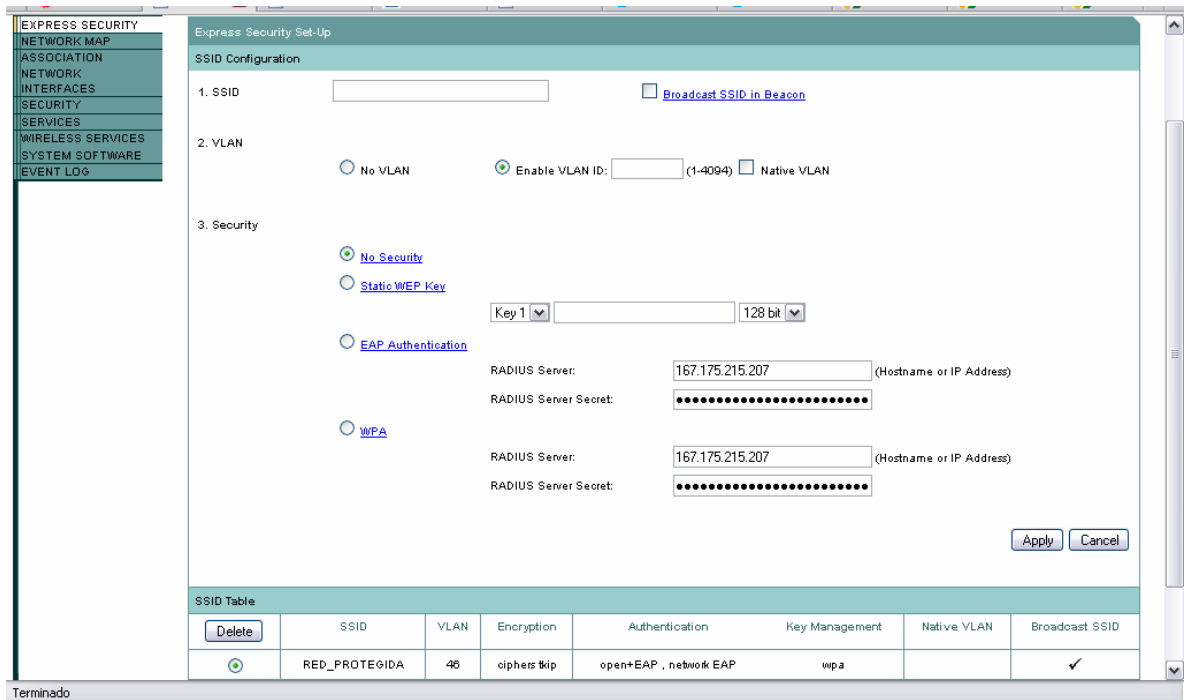 EXPRESS SECURITY
NETWORK MAP
ASSOCIATION
NETWORK
INTERFACES
SECURITY
SERVICES
WIRELESS SERVICES
SYSTEM SOFTWARE
EVENT LOG
Express Security Set-Up
SSID Configuration
1. SSID
Broadcast SSID in Beacon
2. VLAN
No VLAN
Enable VLAN ID: (1-4094) Native VLAN
3. Security
No Security
Static WEP Key
Key 1 128 bit
EAP Authentication
RADIUS Server: 167.175.215.207 (Hostname or IP Address)
RADIUS Server Secret: ●●●●●●●●●●●●●●●●●●●●●●●●
WPA
RADIUS Server: 167.175.215.207 (Hostname or IP Address)
RADIUS Server Secret: ●●●●●●●●●●●●●●●●●●●●●●●●
Apply Cancel
SSID Table
Delete SSID VLAN Encryption Authentication Key Management Native VLAN Broadcast SSID
RED_PROTEGIDA 46 ciphers tkip open+EAP , network EAP wpa ✓
Terminado